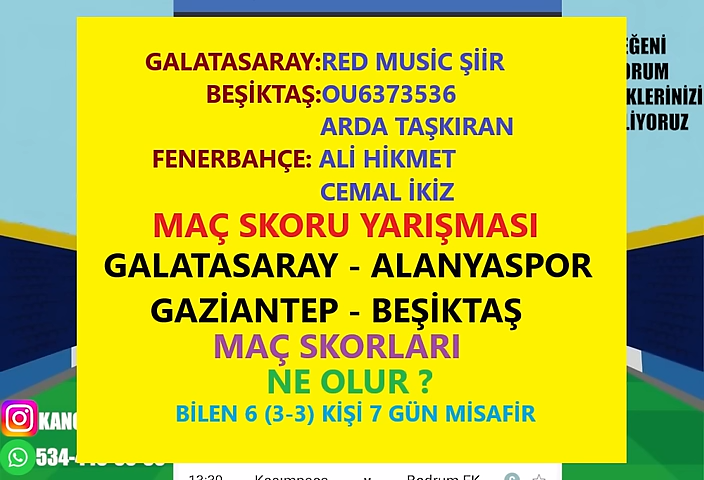 GALATASARAY:RED MUSİC ŞİİR
BEŞİKTAŞ:OU6373536
ARDA TAŞKIRAN
FENERBAHÇE: ALİ HİKMET
CEMAL İKİZ
MAÇ SKORU YARIŞMASI
GALATASARAY - ALANYASPOR
GAZİANTEP - BEŞİKTAŞ
MAÇ SKORLARI
NE OLUR ?
BİLEN 6 (3-3) KİŞİ 7 GÜN MİSAFİR